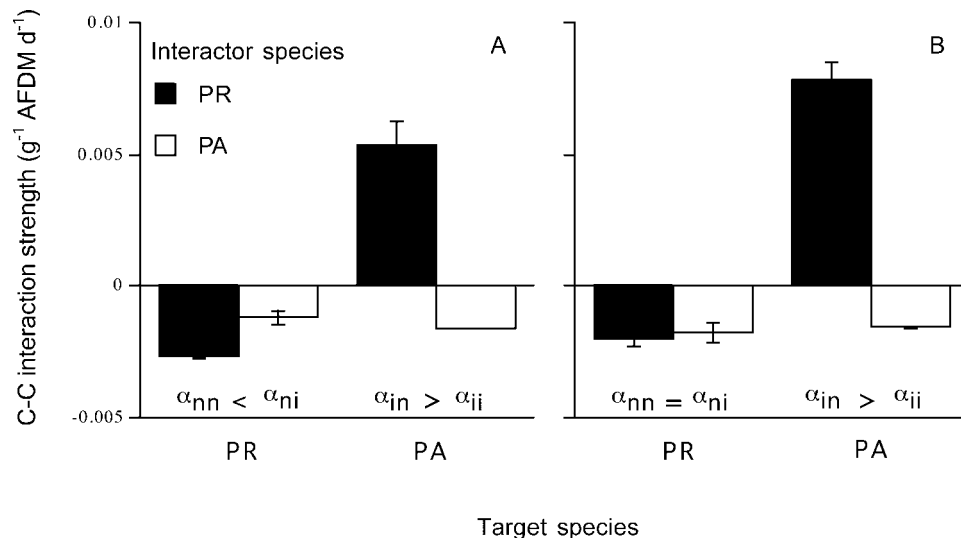 C-C interaction strength (g⁻¹ AFDM d⁻¹)
0.01
0.005
0
-0.005
Interactor species
PR
PA
A
B
αnn < αni
αin > αii
αnn = αni
αin > αii
PR
PA
PR
PA
Target species